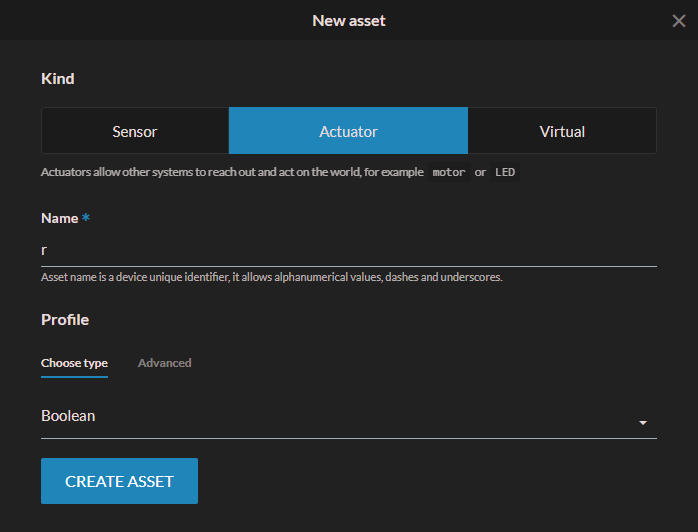 New asset
Kind
Sensor Actuator Virtual
Actuators allow other systems to reach out and act on the world, for example motor or LED
Name *
r
Asset name is a device unique identifier, it allows alphanumerical values, dashes and underscores.
Profile
Choose type Advanced
Boolean
CREATE ASSET